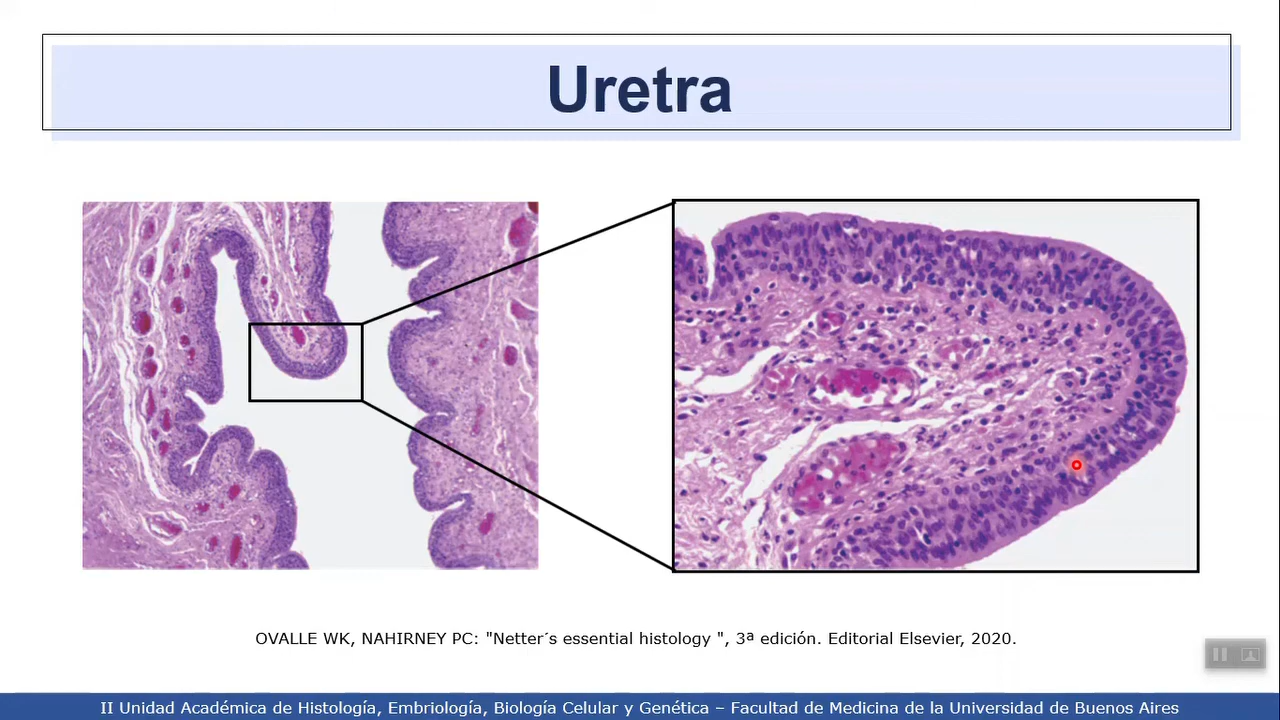 Uretra
OVALLE WK, NAHIRNEY PC: "Netter´s essential histology ", 3ª edición. Editorial Elsevier, 2020.
II Unidad Académica de Histología, Embriología, Biología Celular y Genética – Facultad de Medicina de la Universidad de Buenos Aires